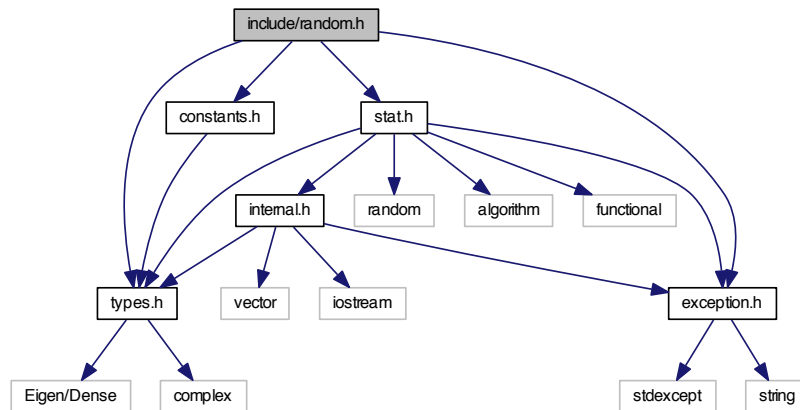 include/random.h
constants.h
stat.h
internal.h
random
algorithm
functional
types.h
vector
iostream
exception.h
Eigen/Dense
complex
stdexcept
string